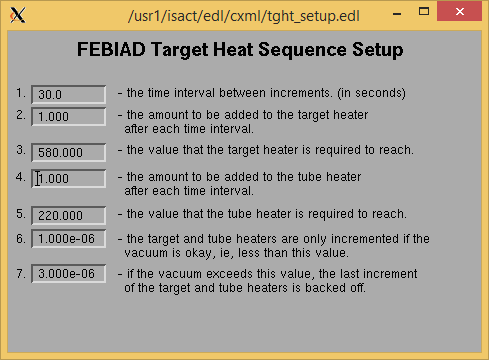 /usr1/isact/edl/cxml/tght_setup.edl
FEBIAD Target Heat Sequence Setup
1. 30.0 - the time interval between increments. (in seconds)
2. 1.000 - the amount to be added to the target heater
after each time interval.
3. 580.000 - the value that the target heater is required to reach.
4. 1.000 - the amount to be added to the tube heater
after each time interval.
5. 220.000 - the value that the tube heater is required to reach.
6. 1.000e-06 - the target and tube heaters are only incremented if the
vacuum is okay, ie, less than this value.
7. 3.000e-06 - if the vacuum exceeds this value, the last increment
of the target and tube heaters is backed off.